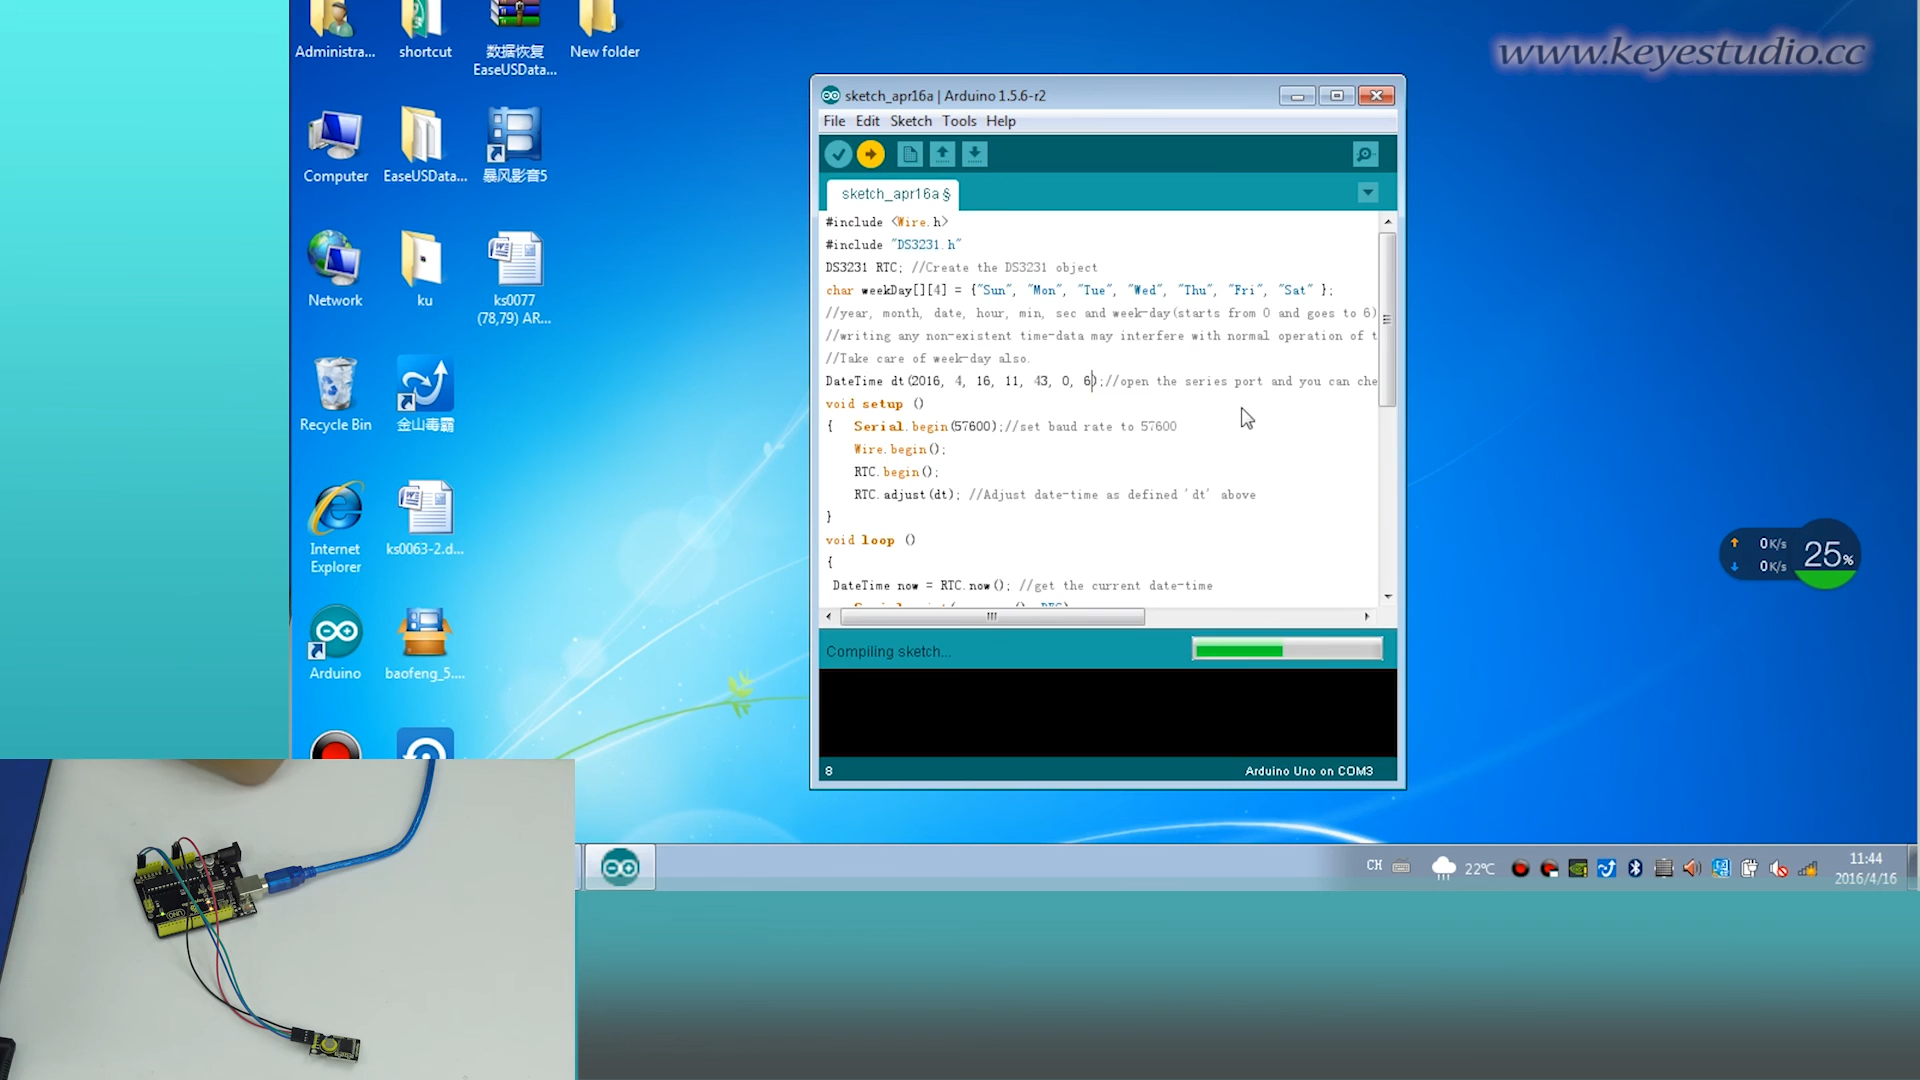 www.keyestudio.cc
Administra...
shortcut
数据恢复
EaseUSData...
New folder
Computer
EaseUSData...
暴风影音5
Network
ku
ks0077
(78,79) AR...
Recycle Bin
金山毒霸
Internet
Explorer
ks0063-2.d...
Arduino
baofeng_5....
sketch_apr16a | Arduino 1.5.6-r2
File Edit Sketch Tools Help
sketch_apr16a §
#include <Wire.h>
#include "DS3231.h"
DS3231 RTC; //Create the DS3231 object
char weekDay[][4] = {"Sun", "Mon", "Tue", "Wed", "Thu", "Fri", "Sat" };
//year, month, date, hour, min, sec and week-day(starts from 0 and goes to 6)
//writing any non-existent time-data may interfere with normal operation of t
//Take care of week-day also.
DateTime dt(2016, 4, 16, 11, 43, 0, 6);//open the series port and you can che
void setup ()
{ Serial.begin(57600);//set baud rate to 57600
Wire.begin();
RTC.begin();
RTC.adjust(dt); //Adjust date-time as defined 'dt' above
}
void loop ()
{
DateTime now = RTC.now(); //get the current date-time
Compiling sketch...
8
Arduino Uno on COM3
0K/s
0K/s
25%
CH
22℃
11:44
2016/4/16